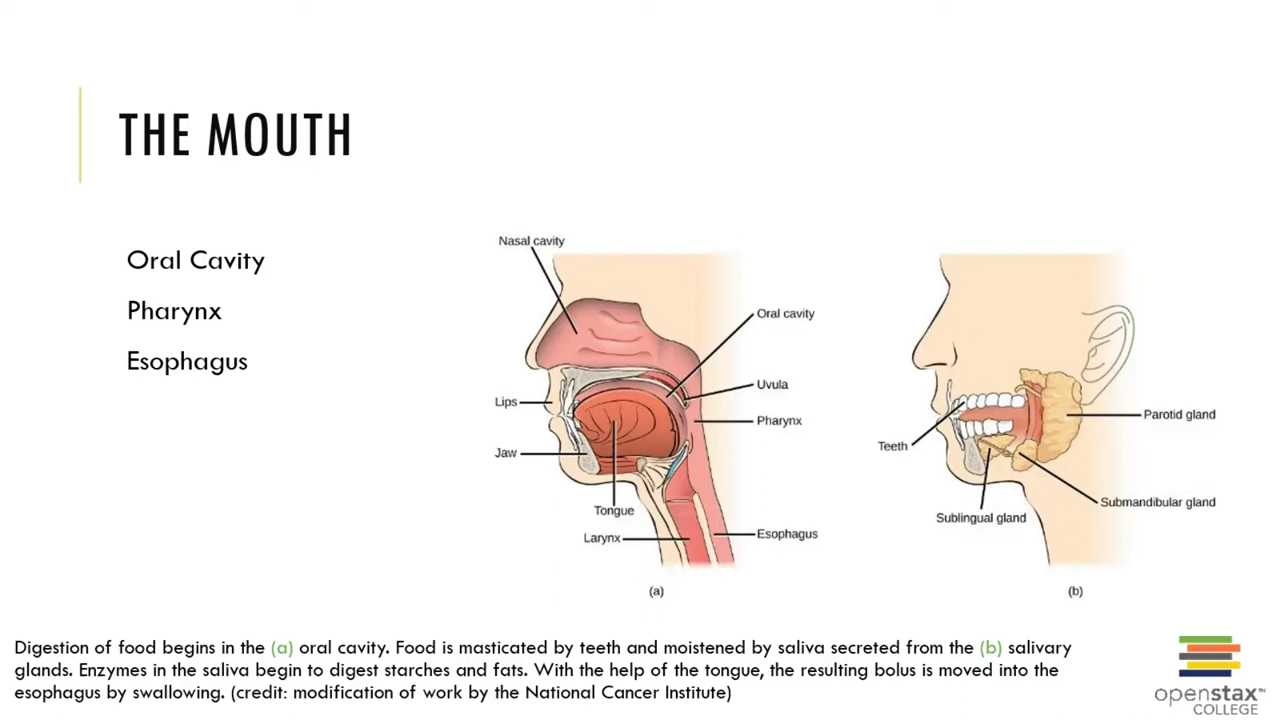 THE MOUTH
Oral Cavity
Pharynx
Esophagus
Nasal cavity
Oral cavity
Uvula
Lips
Pharynx
Jaw
Tongue
Larynx
Esophagus
(a)
Teeth
Parotid gland
Submandibular gland
Sublingual gland
(b)
Digestion of food begins in the (a) oral cavity. Food is masticated by teeth and moistened by saliva secreted from the (b) salivary
glands. Enzymes in the saliva begin to digest starches and fats. With the help of the tongue, the resulting bolus is moved into the
esophagus by swallowing. (credit: modification of work by the National Cancer Institute)
openstax™
COLLEGE